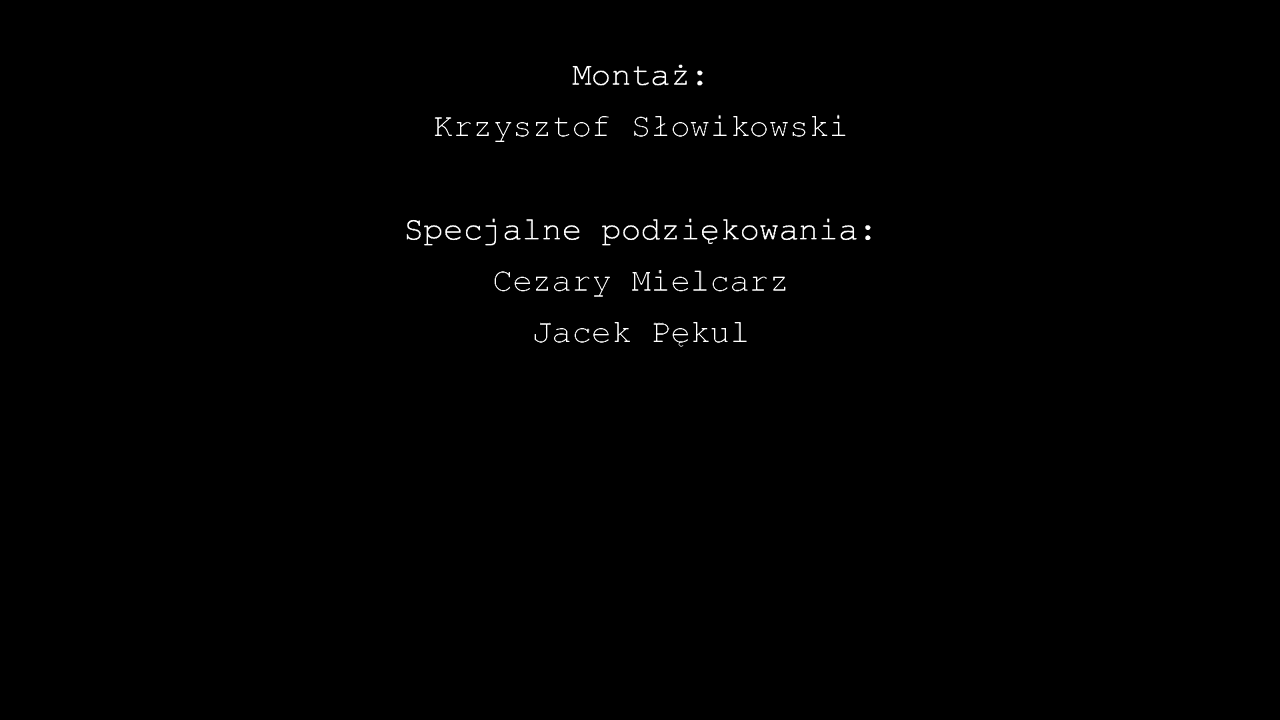 Montaż:
Krzysztof Słowikowski
Specjalne podziękowania:
Cezary Mielcarz
Jacek Pękul